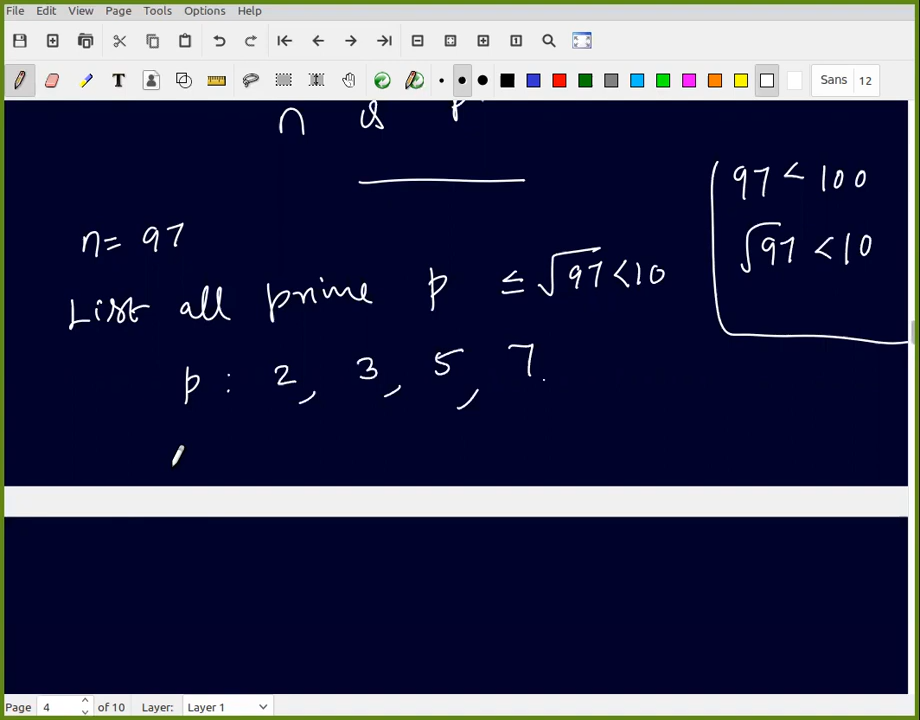 File Edit View Page Tools Options Help
Sans 12
n is
97 < 100
√97 < 10
n= 97
List all prime p ≤ √97 < 10
p : 2, 3, 5, 7.
Page 4 of 10 Layer: Layer 1